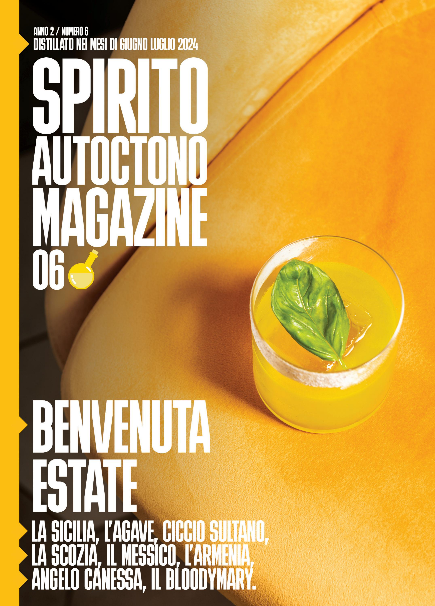 ANNO 2 / NUMERO 6
DISTILLATO NEI MESI DI GIUGNO LUGLIO 2024
SPIRITO
AUTOCTONO
MAGAZINE
06
BENVENUTA
ESTATE
LA SICILIA, L'AGAVE, CICCIO SULTANO,
LA SCOZIA, IL MESSICO, L'ARMENIA,
ANGELO CANESSA, IL BLOODYMARY.